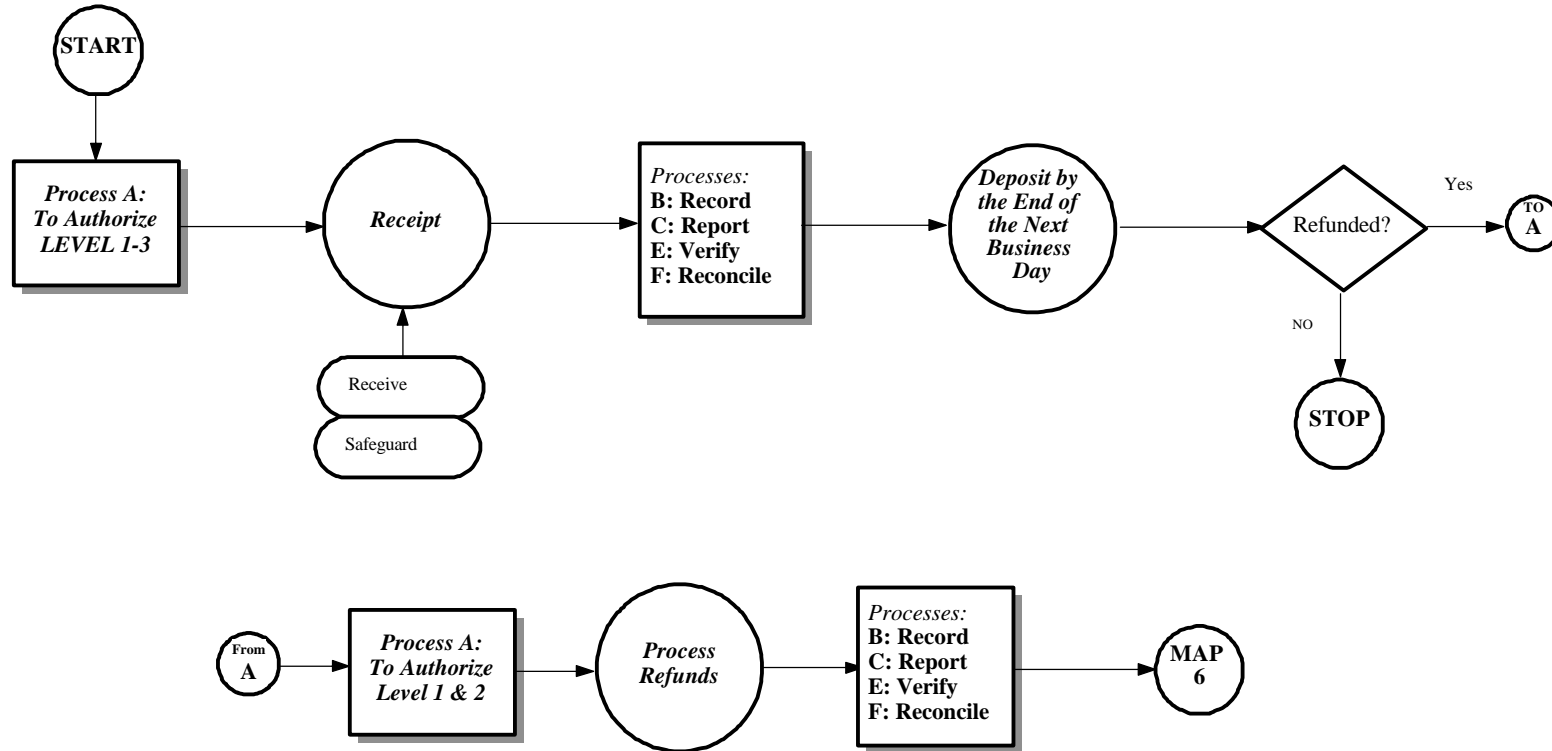 START
Process A:
To Authorize
LEVEL 1-3
Receipt
Receive
Safeguard
Processes:
B: Record
C: Report
E: Verify
F: Reconcile
Deposit by
the End of
the Next
Business
Day
Refunded?
Yes
TO
A
NO
STOP
From
A
Process A:
To Authorize
Level 1 & 2
Process
Refunds
Processes:
B: Record
C: Report
E: Verify
F: Reconcile
MAP
6